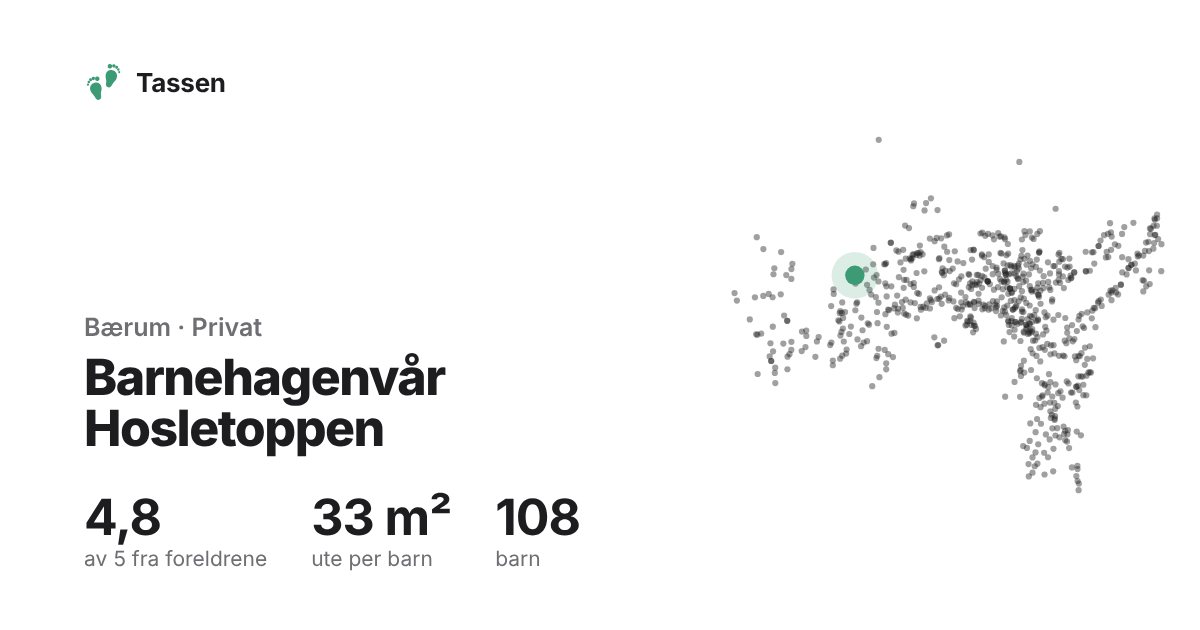 Tassen
Bærum · Privat
Barnehagenvår
Hosletoppen
4,8
av 5 fra foreldrene
33 m²
ute per barn
108
barn